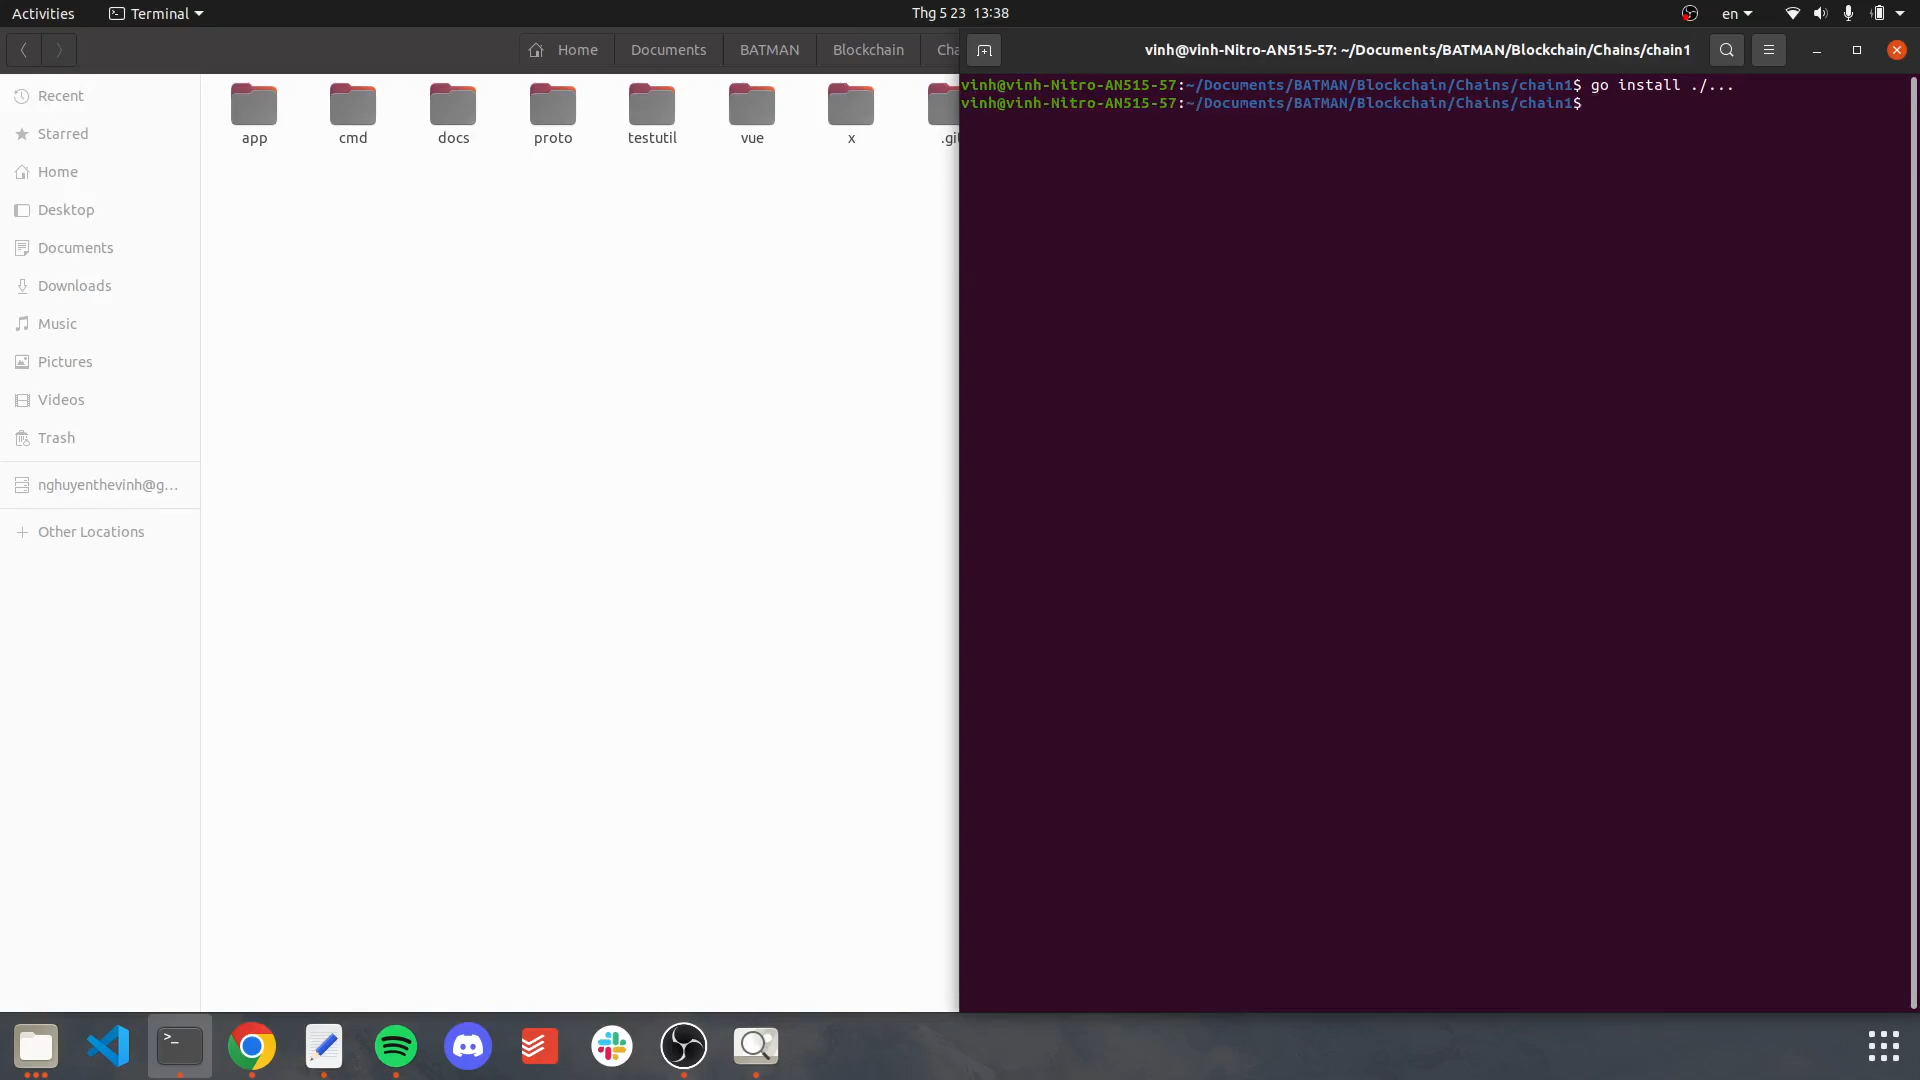 Activities
Terminal
Thg 5 23 13:38
en
Home
Documents
BATMAN
Blockchain
Cha
vinh@vinh-Nitro-AN515-57: ~/Documents/BATMAN/Blockchain/Chains/chain1
Recent
Starred
Home
Desktop
Documents
Downloads
Music
Pictures
Videos
Trash
nghuyenthevinh@g...
Other Locations
app
cmd
docs
proto
testutil
vue
x
.git
vinh@vinh-Nitro-AN515-57:~/Documents/BATMAN/Blockchain/Chains/chain1$ go install ./...
vinh@vinh-Nitro-AN515-57:~/Documents/BATMAN/Blockchain/Chains/chain1$